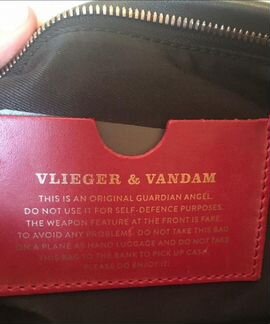 VLIEGER & VANDAM
THIS IS AN ORIGINAL GUARDIAN ANGEL.
DO NOT USE IT FOR SELF-DEFENCE PURPOSES.
THE WEAPON FEATURE AT THE FRONT IS FAKE.
TO AVOID ANY PROBLEMS DO NOT TAKE THIS BAG
ON A PLANE AS HAND LUGGAGE AND DO NOT TAKE
THIS BAG TO THE BANK TO PICK UP CASH.
PLEASE DO ENJOY IT!